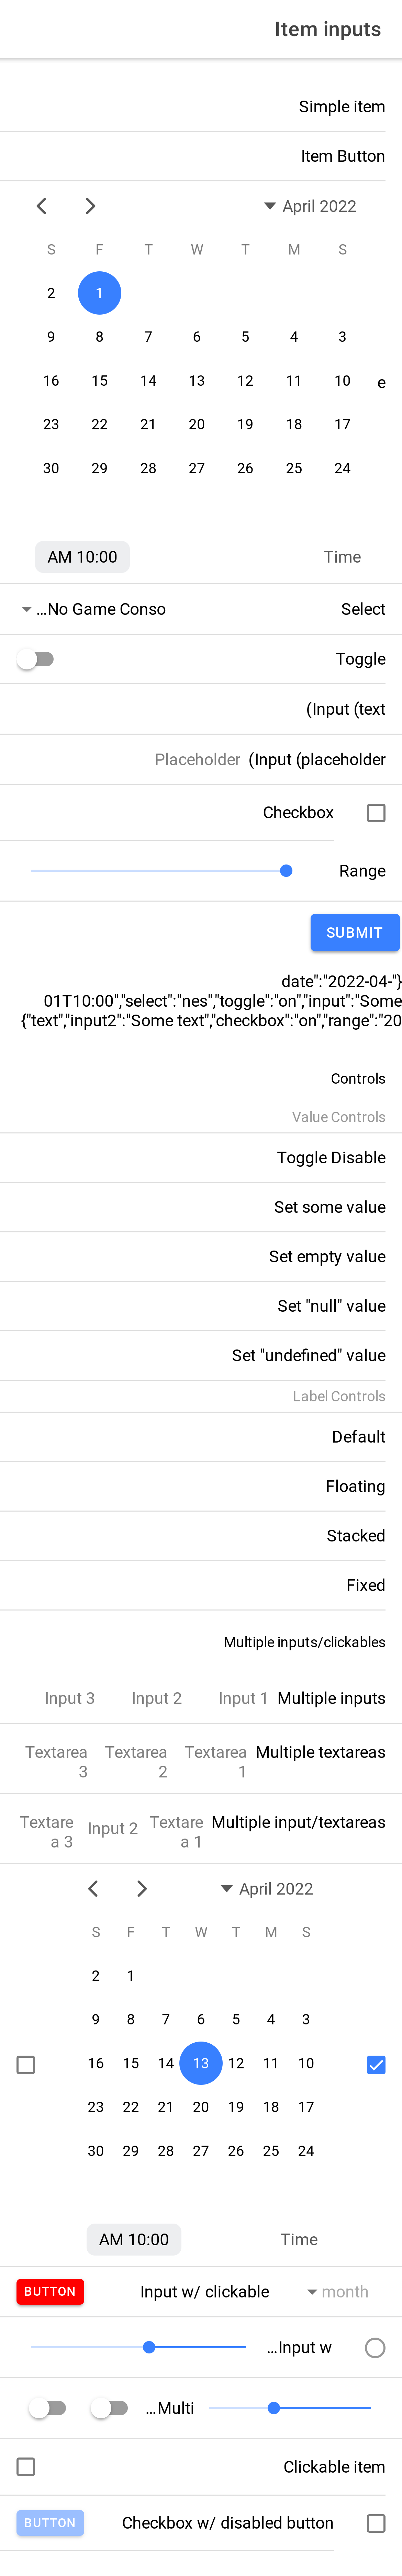 Item inputs
Simple item
Item Button
April 2022
S M T W T F S
1 2
e
3 4 5 6 7 8 9
10 11 12 13 14 15 16
17 18 19 20 21 22 23
24 25 26 27 28 29 30
Time AM 10:00
Select ...No Game Conso
Toggle
(Input (text
(Input (placeholder Placeholder
Checkbox
Range
SUBMIT
date":"2022-04-"}
01T10:00","select":"nes","toggle":"on","input":"Some
{"text","input2":"Some text","checkbox":"on","range":"20
Controls
Value Controls
Toggle Disable
Set some value
Set empty value
Set "null" value
Set "undefined" value
Label Controls
Default
Floating
Stacked
Fixed
Multiple inputs/clickables
Multiple inputs Input 1 Input 2 Input 3
Multiple textareas Textarea 1 Textarea 2 Textarea 3
Multiple input/textareas Textare a 1 Input 2 Textare a 3
April 2022
S M T W T F S
1 2
3 4 5 6 7 8 9
10 11 12 13 14 15 16
17 18 19 20 21 22 23
24 25 26 27 28 29 30
Time AM 10:00
month Input w/ clickable BUTTON
...Input w
...Multi
Clickable item
Checkbox w/ disabled button BUTTON